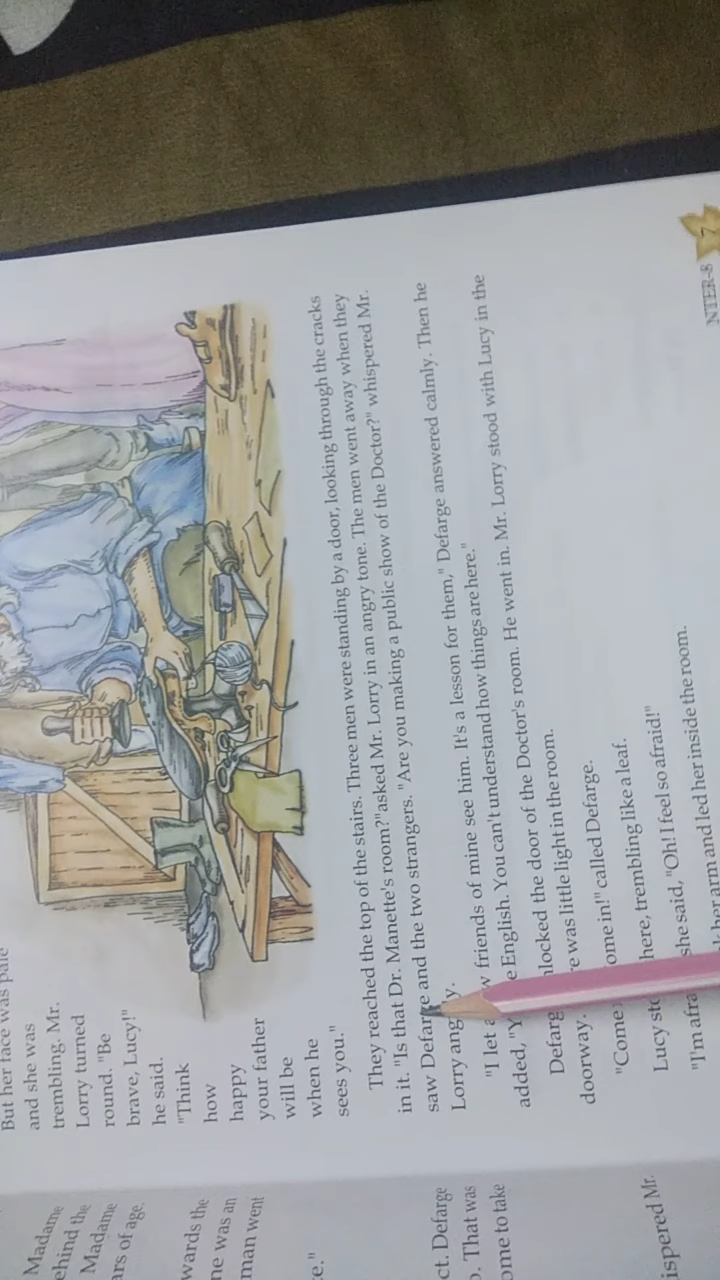 Madame
ehind the
Madame
ars of age.
wards the
ne was an
man went
ct. Defarge
That was
ome to take
ispered Mr.
But her face was pale
and she was
trembling. Mr.
Lorry turned
round. "Be
brave, Lucy!"
he said.
"Think
how
happy
your father
will be
when he
sees you."
They reached the top of the stairs. Three men were standing by a door, looking through the cracks
in it. "Is that Dr. Manette's room?" asked Mr. Lorry in an angry tone. The men went away when they
saw Defarge and the two strangers. "Are you making a public show of the Doctor?" whispered Mr.
Lorry ang y.
"I let a w friends of mine see him. It's a lesson for them," Defarge answered calmly. Then he
added, "Y e English. You can't understand how things are here."
Defarg nlocked the door of the Doctor's room. He went in. Mr. Lorry stood with Lucy in the
doorway. re was little light in the room.
"Come ome in!" called Defarge.
Lucy sto here, trembling like a leaf.
"I'm afra she said, "Oh! I feel so afraid!"
her arm and led her inside the room.
NTER-8
7